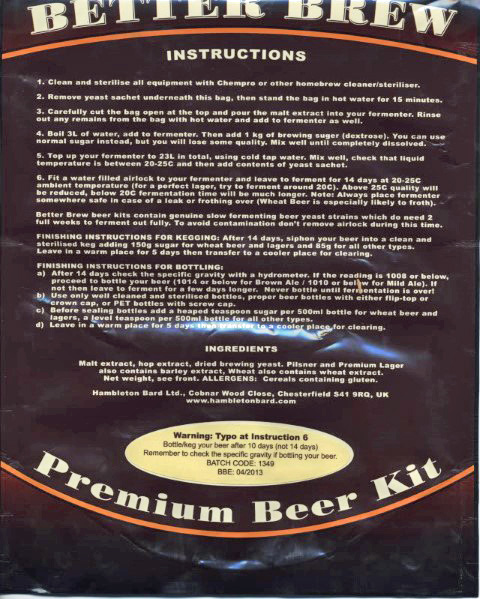 BETTER BREW
INSTRUCTIONS
1. Clean and sterilise all equipment with Chempro or other homebrew cleaner/steriliser.
2. Remove yeast sachet underneath this bag, then stand the bag in hot water for 15 minutes.
3. Carefully cut the bag open at the top and pour the malt extract into your fermenter. Rinse
out any remains from the bag with hot water and add to fermenter as well.
4. Boil 3L of water, add to fermenter. Then add 1 kg of brewing sugar (dextrose). You can use
normal sugar instead, but you will lose some quality. Mix well until completely dissolved.
5. Top up your fermenter to 23L in total, using cold tap water. Mix well, check that liquid
temperature is between 20-25C and then add contents of yeast sachet.
6. Fit a water filled airlock to your fermenter and leave to ferment for 14 days at 20-25C
ambient temperature (for a perfect lager, try to ferment around 20C). Above 25C quality will
be reduced, below 20C fermentation time will be much longer. Note: Always place fermenter
somewhere safe in case of a leak or frothing over (Wheat Beer is especially likely to froth).
Better Brew beer kits contain genuine slow fermenting beer yeast strains which do need 2
full weeks to ferment out fully. To avoid contamination don't remove airlock during this time.
FINISHING INSTRUCTIONS FOR KEGGING: After 14 days, siphon your beer into a clean and
sterilised keg adding 150g sugar for wheat beer and lagers and 85g for all other types.
Leave in a warm place for 5 days then transfer to a cooler place for clearing.
FINISHING INSTRUCTIONS FOR BOTTLING:
a) After 14 days check the specific gravity with a hydrometer. If the reading is 1008 or below,
proceed to bottle your beer (1014 or below for Brown Ale / 1010 or below for Mild Ale). If
not then leave to ferment for a few days longer. Never bottle until fermentation is over!
b) Use only well cleaned and sterilised bottles, proper beer bottles with either flip-top or
crown cap, or PET bottles with screw cap.
c) Before sealing bottles add a heaped teaspoon sugar per 500ml bottle for wheat beer and
lagers, a level teaspoon per 500ml bottle for all other types.
d) Leave in a warm place for 5 days then transfer to a cooler place for clearing.
INGREDIENTS
Malt extract, hop extract, dried brewing yeast. Pilsner and Premium Lager
also contains barley extract, Wheat also contains wheat extract.
Net weight, see front. ALLERGENS: Cereals containing gluten.
Hambleton Bard Ltd., Cobnar Wood Close, Chesterfield S41 9RQ, UK
www.hambletonbard.com
Warning: Typo at Instruction 6
Bottle/keg your beer after 10 days (not 14 days)
Remember to check the specific gravity if bottling your beer.
BATCH CODE: 1349
BBE: 04/2013
Premium Beer Kit